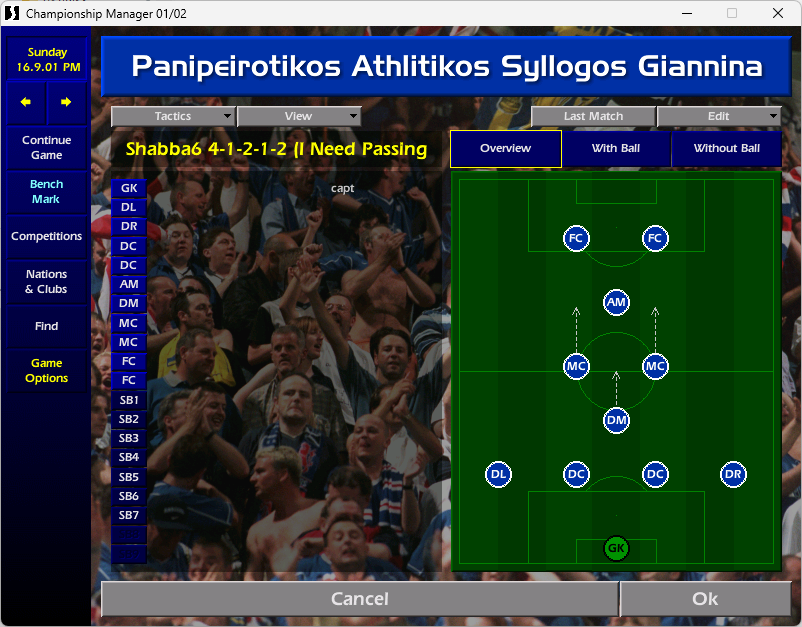 Championship Manager 01/02
Sunday
16.9.01 PM
Continue
Game
Bench
Mark
Competitions
Nations
& Clubs
Find
Game
Options
Panipeirotikos Athlitikos Syllogos Giannina
Tactics
View
Last Match
Edit
Shabba6 4-1-2-1-2 (I Need Passing
Overview
With Ball
Without Ball
GK
capt
DL
DR
DC
DC
AM
DM
MC
MC
FC
FC
SB1
SB2
SB3
SB4
SB5
SB6
SB7
FC FC
AM
MC MC
DM
DL DC DC DR
GK
Cancel
Ok